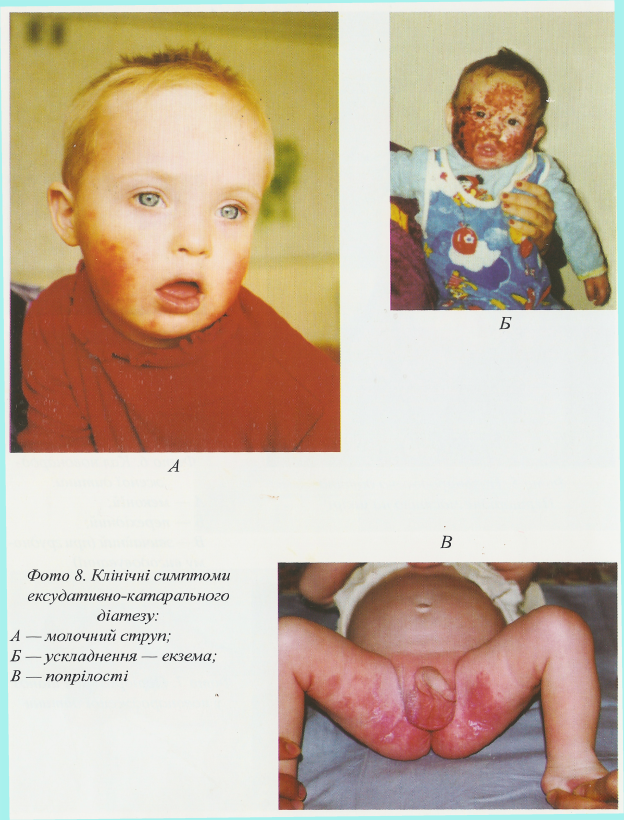 А
Б
В
Фото 8. Клінічні симптоми
ексудативно-катарального
діатезу:
А — молочний струп;
Б — ускладнення — екзема;
В — попрілості